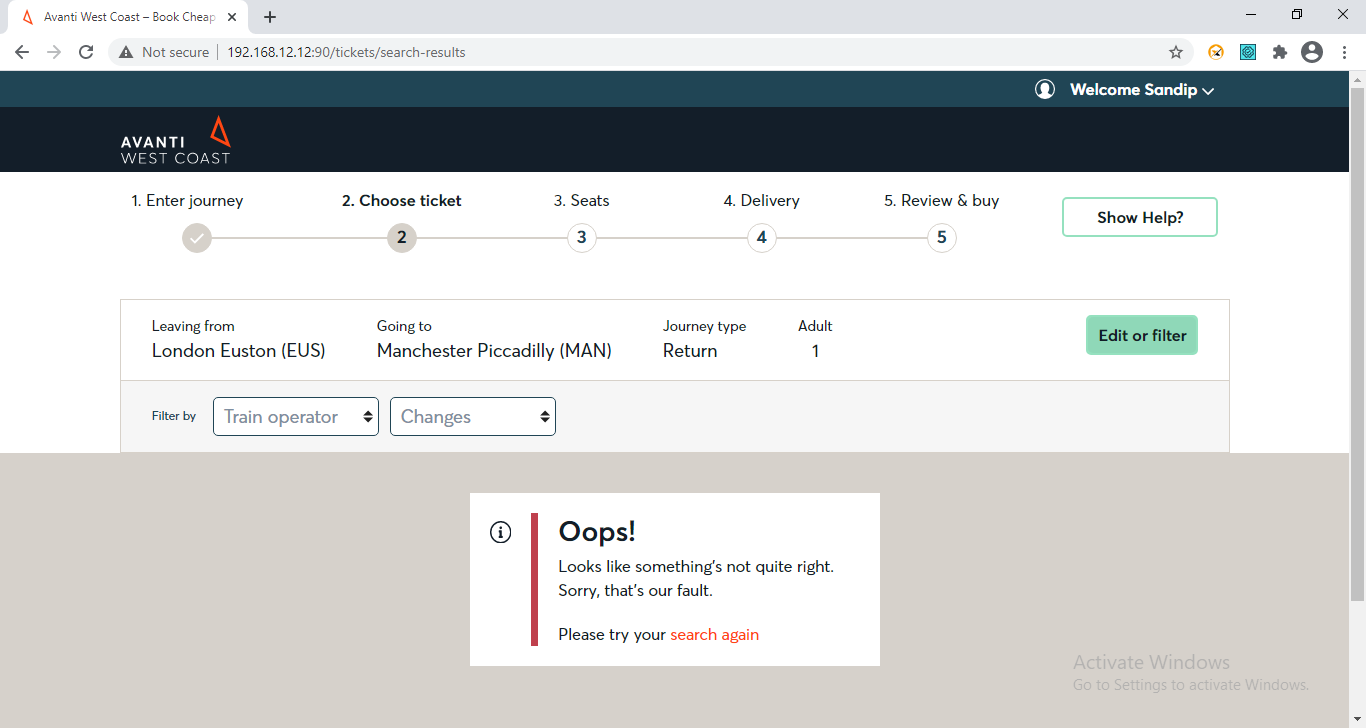 Avanti West Coast – Book Cheap
Not secure 192.168.12.12:90/tickets/search-results
Welcome Sandip
AVANTI
WEST COAST
1. Enter journey 2. Choose ticket 3. Seats 4. Delivery 5. Review & buy
2 3 4 5
Show Help?
Leaving from Going to Journey type Adult
London Euston (EUS) Manchester Piccadilly (MAN) Return 1
Edit or filter
Filter by Train operator Changes
Oops!
Looks like something's not quite right.
Sorry, that's our fault.
Please try your search again
Activate Windows
Go to Settings to activate Windows.